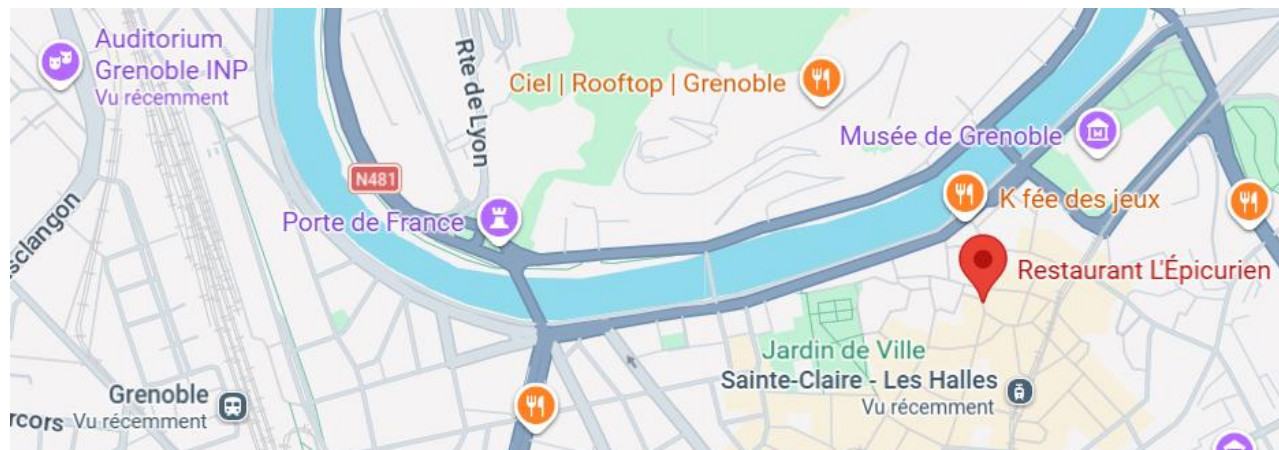 Auditorium
Grenoble INP
Vu récemment
Rte de Lyon
Ciel | Rooftop | Grenoble
Musée de Grenoble
N481
K fée des jeux
Porte de France
sclangon
Restaurant L'Épicurien
Jardin de Ville
Sainte-Claire - Les Halles
Vu récemment
Grenoble
Vu récemment
rcors